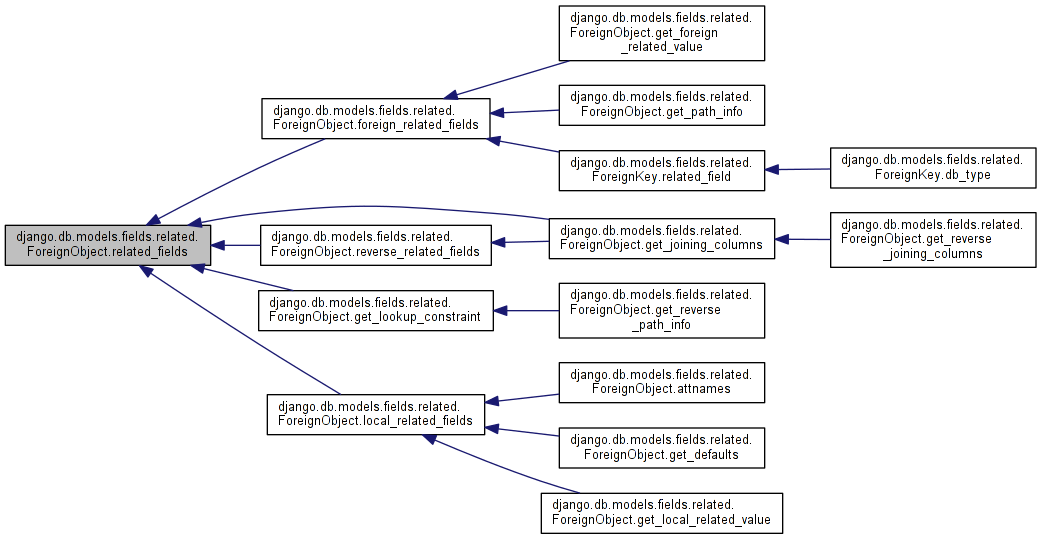 django.db.models.fields.related.
ForeignObject.get_foreign
_related_value
django.db.models.fields.related.
ForeignObject.foreign_related_fields
django.db.models.fields.related.
ForeignObject.get_path_info
django.db.models.fields.related.
ForeignKey.related_field
django.db.models.fields.related.
ForeignKey.db_type
django.db.models.fields.related.
ForeignObject.related_fields
django.db.models.fields.related.
ForeignObject.reverse_related_fields
django.db.models.fields.related.
ForeignObject.get_joining_columns
django.db.models.fields.related.
ForeignObject.get_reverse
_joining_columns
django.db.models.fields.related.
ForeignObject.get_lookup_constraint
django.db.models.fields.related.
ForeignObject.get_reverse
_path_info
django.db.models.fields.related.
ForeignObject.local_related_fields
django.db.models.fields.related.
ForeignObject.attnames
django.db.models.fields.related.
ForeignObject.get_defaults
django.db.models.fields.related.
ForeignObject.get_local_related_value